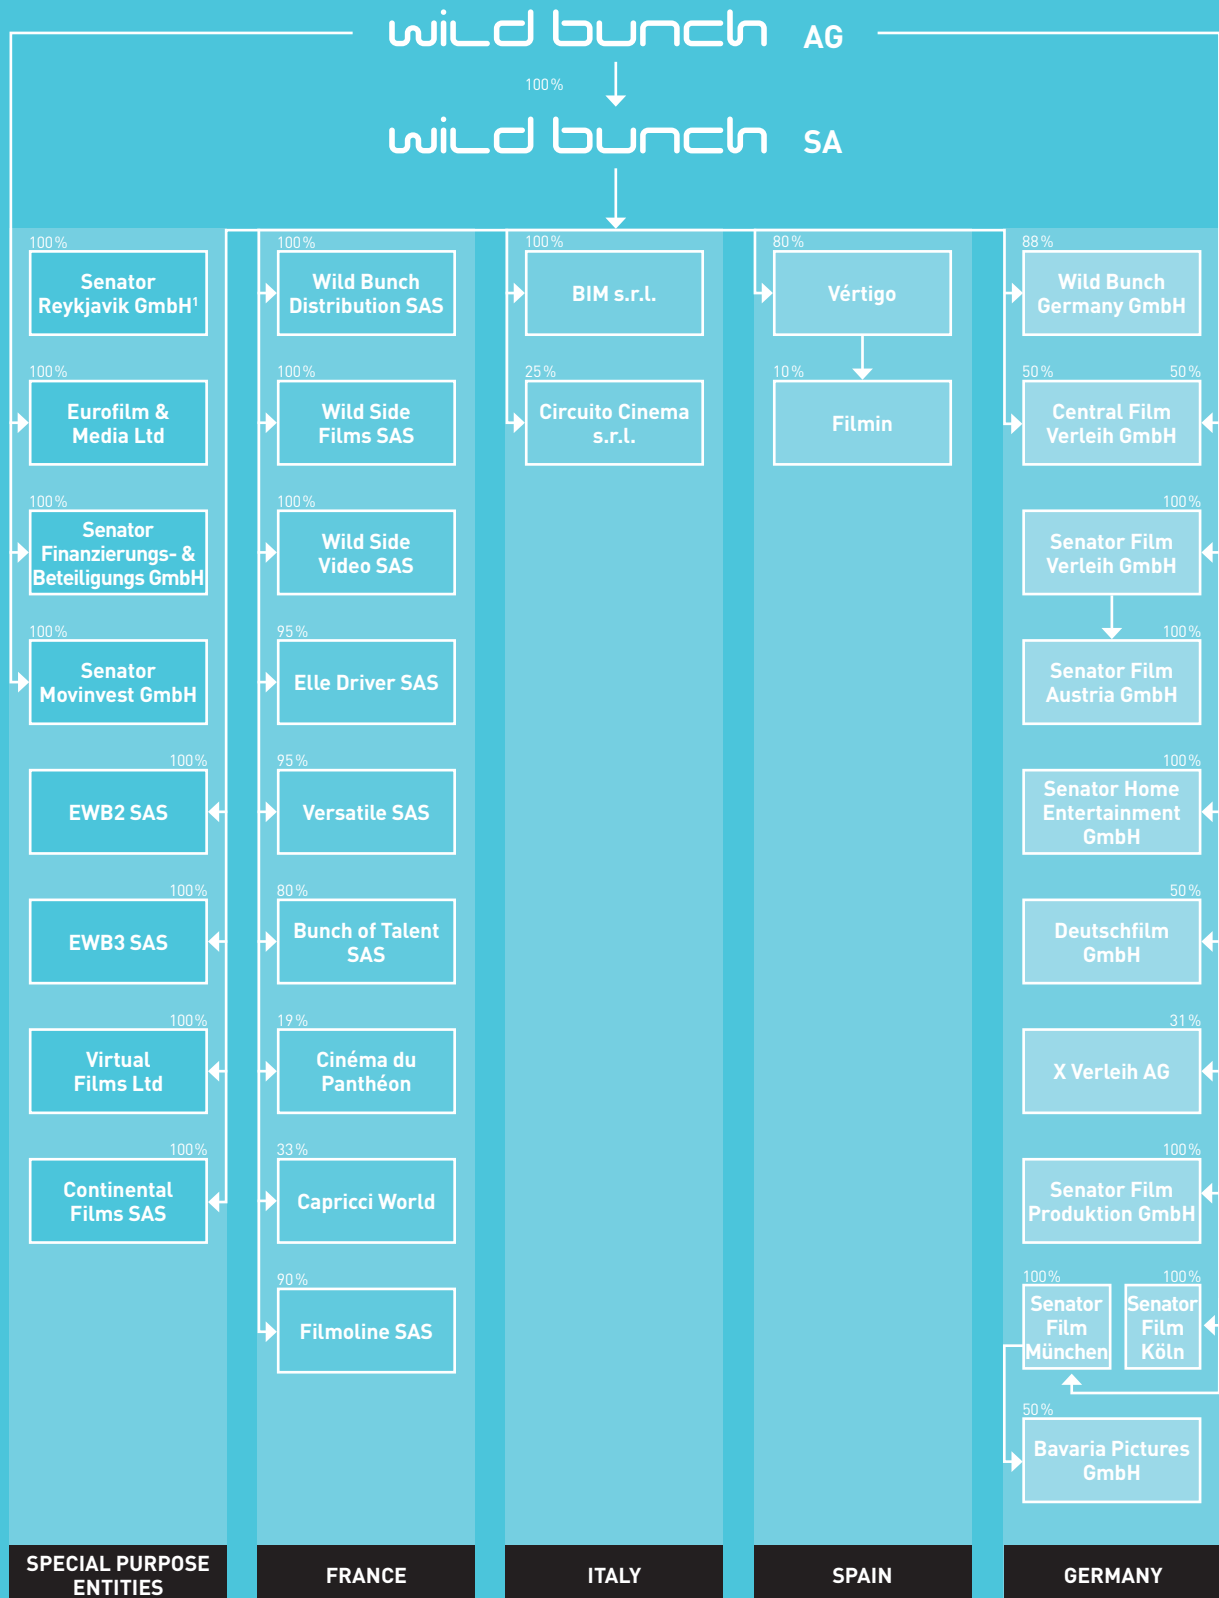 wild bunch AG
100%
wild bunch SA
100%
Senator
Reykjavik GmbH¹
100%
Eurofilm &
Media Ltd
100%
Senator
Finanzierungs- &
Beteiligungs GmbH
100%
Senator
Movinvest GmbH
100%
EWB2 SAS
100%
EWB3 SAS
100%
Virtual
Films Ltd
100%
Continental
Films SAS
SPECIAL PURPOSE
ENTITIES
100%
Wild Bunch
Distribution SAS
100%
Wild Side
Films SAS
100%
Wild Side
Video SAS
95%
Elle Driver SAS
95%
Versatile SAS
80%
Bunch of Talent
SAS
19%
Cinéma du
Panthéon
33%
Capricci World
90%
Filmoline SAS
FRANCE
100%
BIM s.r.l.
25%
Circuito Cinema
s.r.l.
ITALY
80%
Vértigo
10%
Filmin
SPAIN
88%
Wild Bunch
Germany GmbH
50% 50%
Central Film
Verleih GmbH
100%
Senator Film
Verleih GmbH
100%
Senator Film
Austria GmbH
100%
Senator Home
Entertainment
GmbH
50%
Deutschfilm
GmbH
31%
X Verleih AG
100%
Senator Film
Produktion GmbH
100%
Senator
Film
München
100%
Senator
Film
Köln
50%
Bavaria Pictures
GmbH
GERMANY